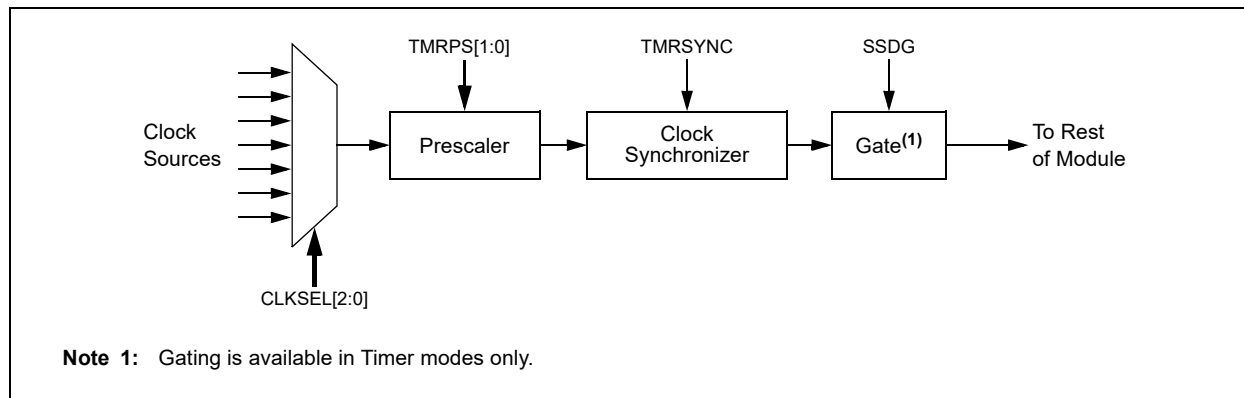 TMRPS[1:0]
TMRSYNC
SSDG
Clock
Sources
Prescaler
Clock
Synchronizer
Gate(1)
To Rest
of Module
CLKSEL[2:0]
Note 1: Gating is available in Timer modes only.